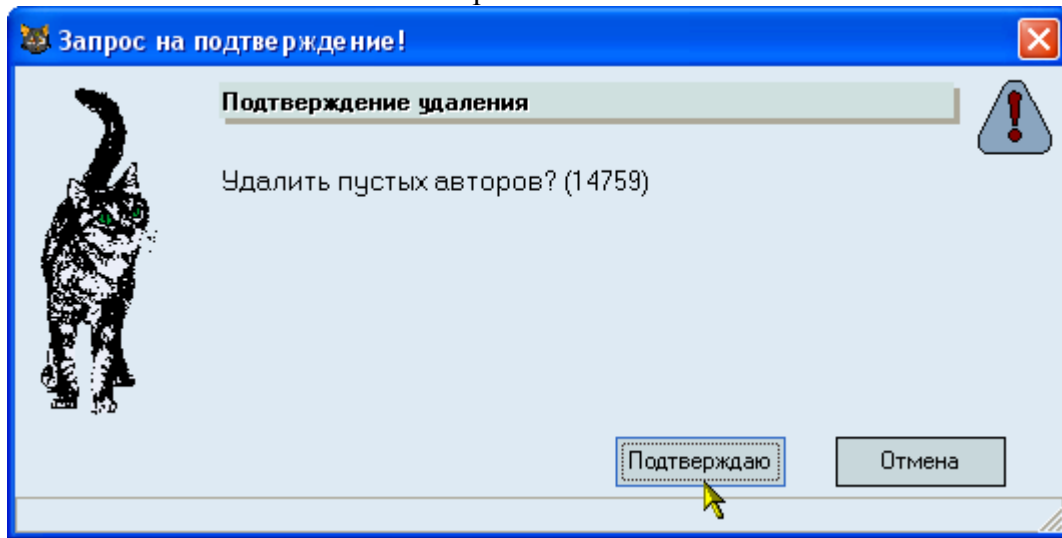 Запрос на подтверждение!
Подтверждение удаления
Удалить пустых авторов? (14759)
Подтверждаю
Отмена